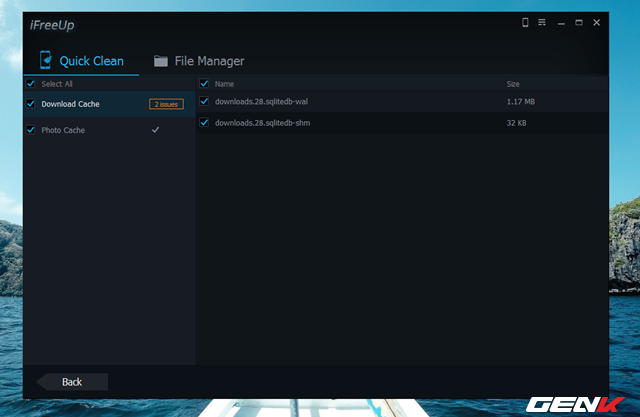 iFreeUp
Quick Clean File Manager
Select All Name Size
Download Cache 2 issues downloads.28.sqlitedb-wal 1.17 MB
downloads.28.sqlitedb-shm 32 KB
Photo Cache
Back
GENK